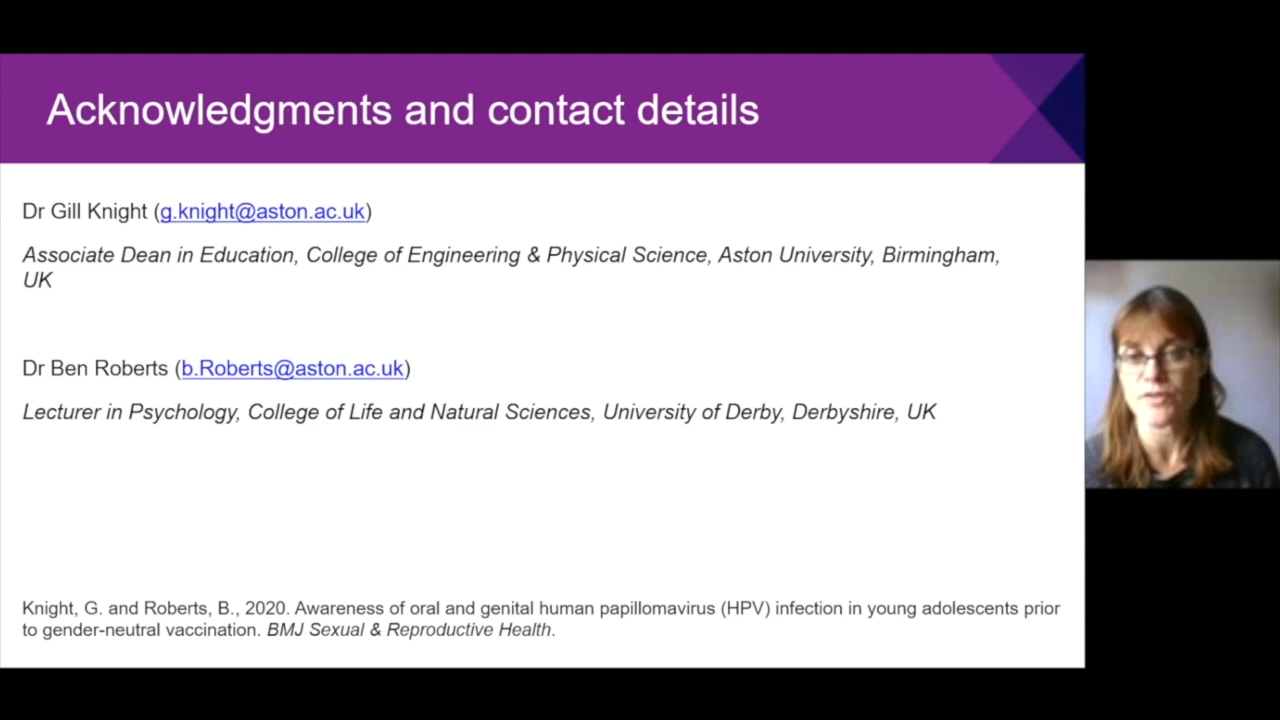 Acknowledgments and contact details
Dr Gill Knight (g.knight@aston.ac.uk)
Associate Dean in Education, College of Engineering & Physical Science, Aston University, Birmingham,
UK
Dr Ben Roberts (b.Roberts@aston.ac.uk)
Lecturer in Psychology, College of Life and Natural Sciences, University of Derby, Derbyshire, UK
Knight, G. and Roberts, B., 2020. Awareness of oral and genital human papillomavirus (HPV) infection in young adolescents prior
to gender-neutral vaccination. BMJ Sexual & Reproductive Health.